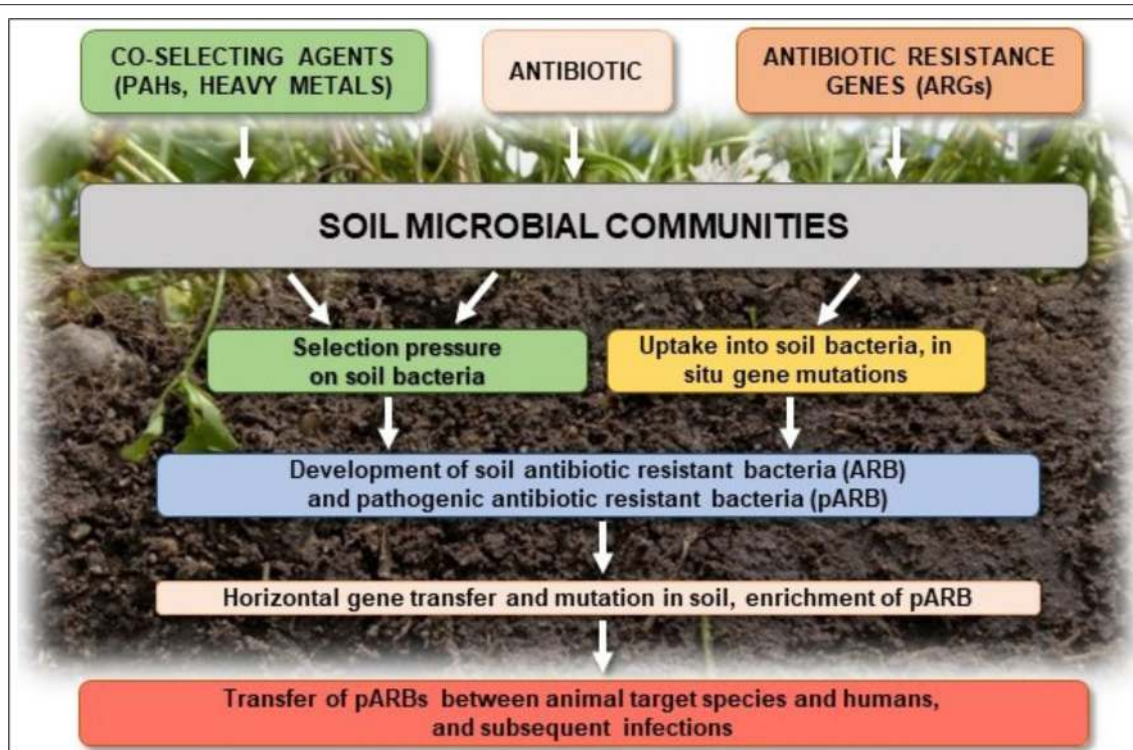 CO-SELECTING AGENTS
(PAHs, HEAVY METALS)
ANTIBIOTIC
ANTIBIOTIC RESISTANCE
GENES (ARGs)
SOIL MICROBIAL COMMUNITIES
Selection pressure
on soil bacteria
Uptake into soil bacteria, in
situ gene mutations
Development of soil antibiotic resistant bacteria (ARB)
and pathogenic antibiotic resistant bacteria (pARB)
Horizontal gene transfer and mutation in soil, enrichment of pARB
Transfer of pARBs between animal target species and humans,
and subsequent infections